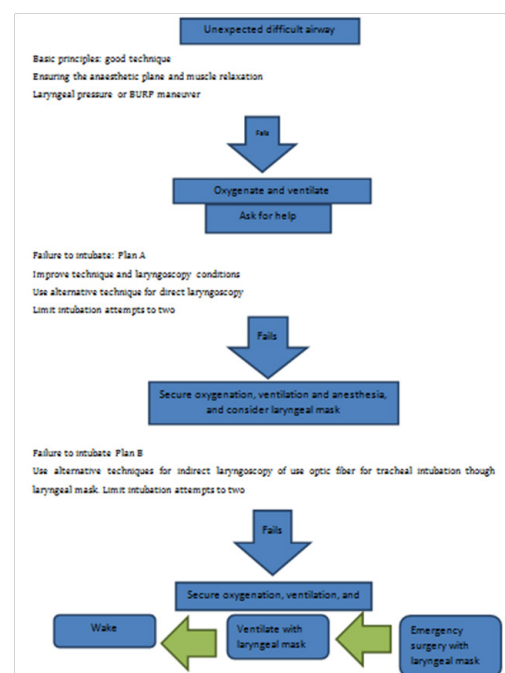 Unexpected difficult airway
Basic principles: good technique
Ensuring the anaesthetic plane and muscle relaxation
Laryngeal pressure or BURP maneuver
Fails
Oxygenate and ventilate
Ask for help
Failure to intubate: Plan A
Improve technique and laryngoscopy conditions
Use alternative technique for direct laryngoscopy
Limit intubation attempts to two
Fails
Secure oxygenation, ventilation and anesthesia,
and consider laryngeal mask
Failure to intubate Plan B
Use alternative techniques for indirect laryngoscopy of use optic fiber for tracheal intubation though
laryngeal mask. Limit intubation attempts to two
Fails
Secure oxygenation, ventilation, and
Wake
Ventilate with
laryngeal mask
Emergency
surgery with
laryngeal mask